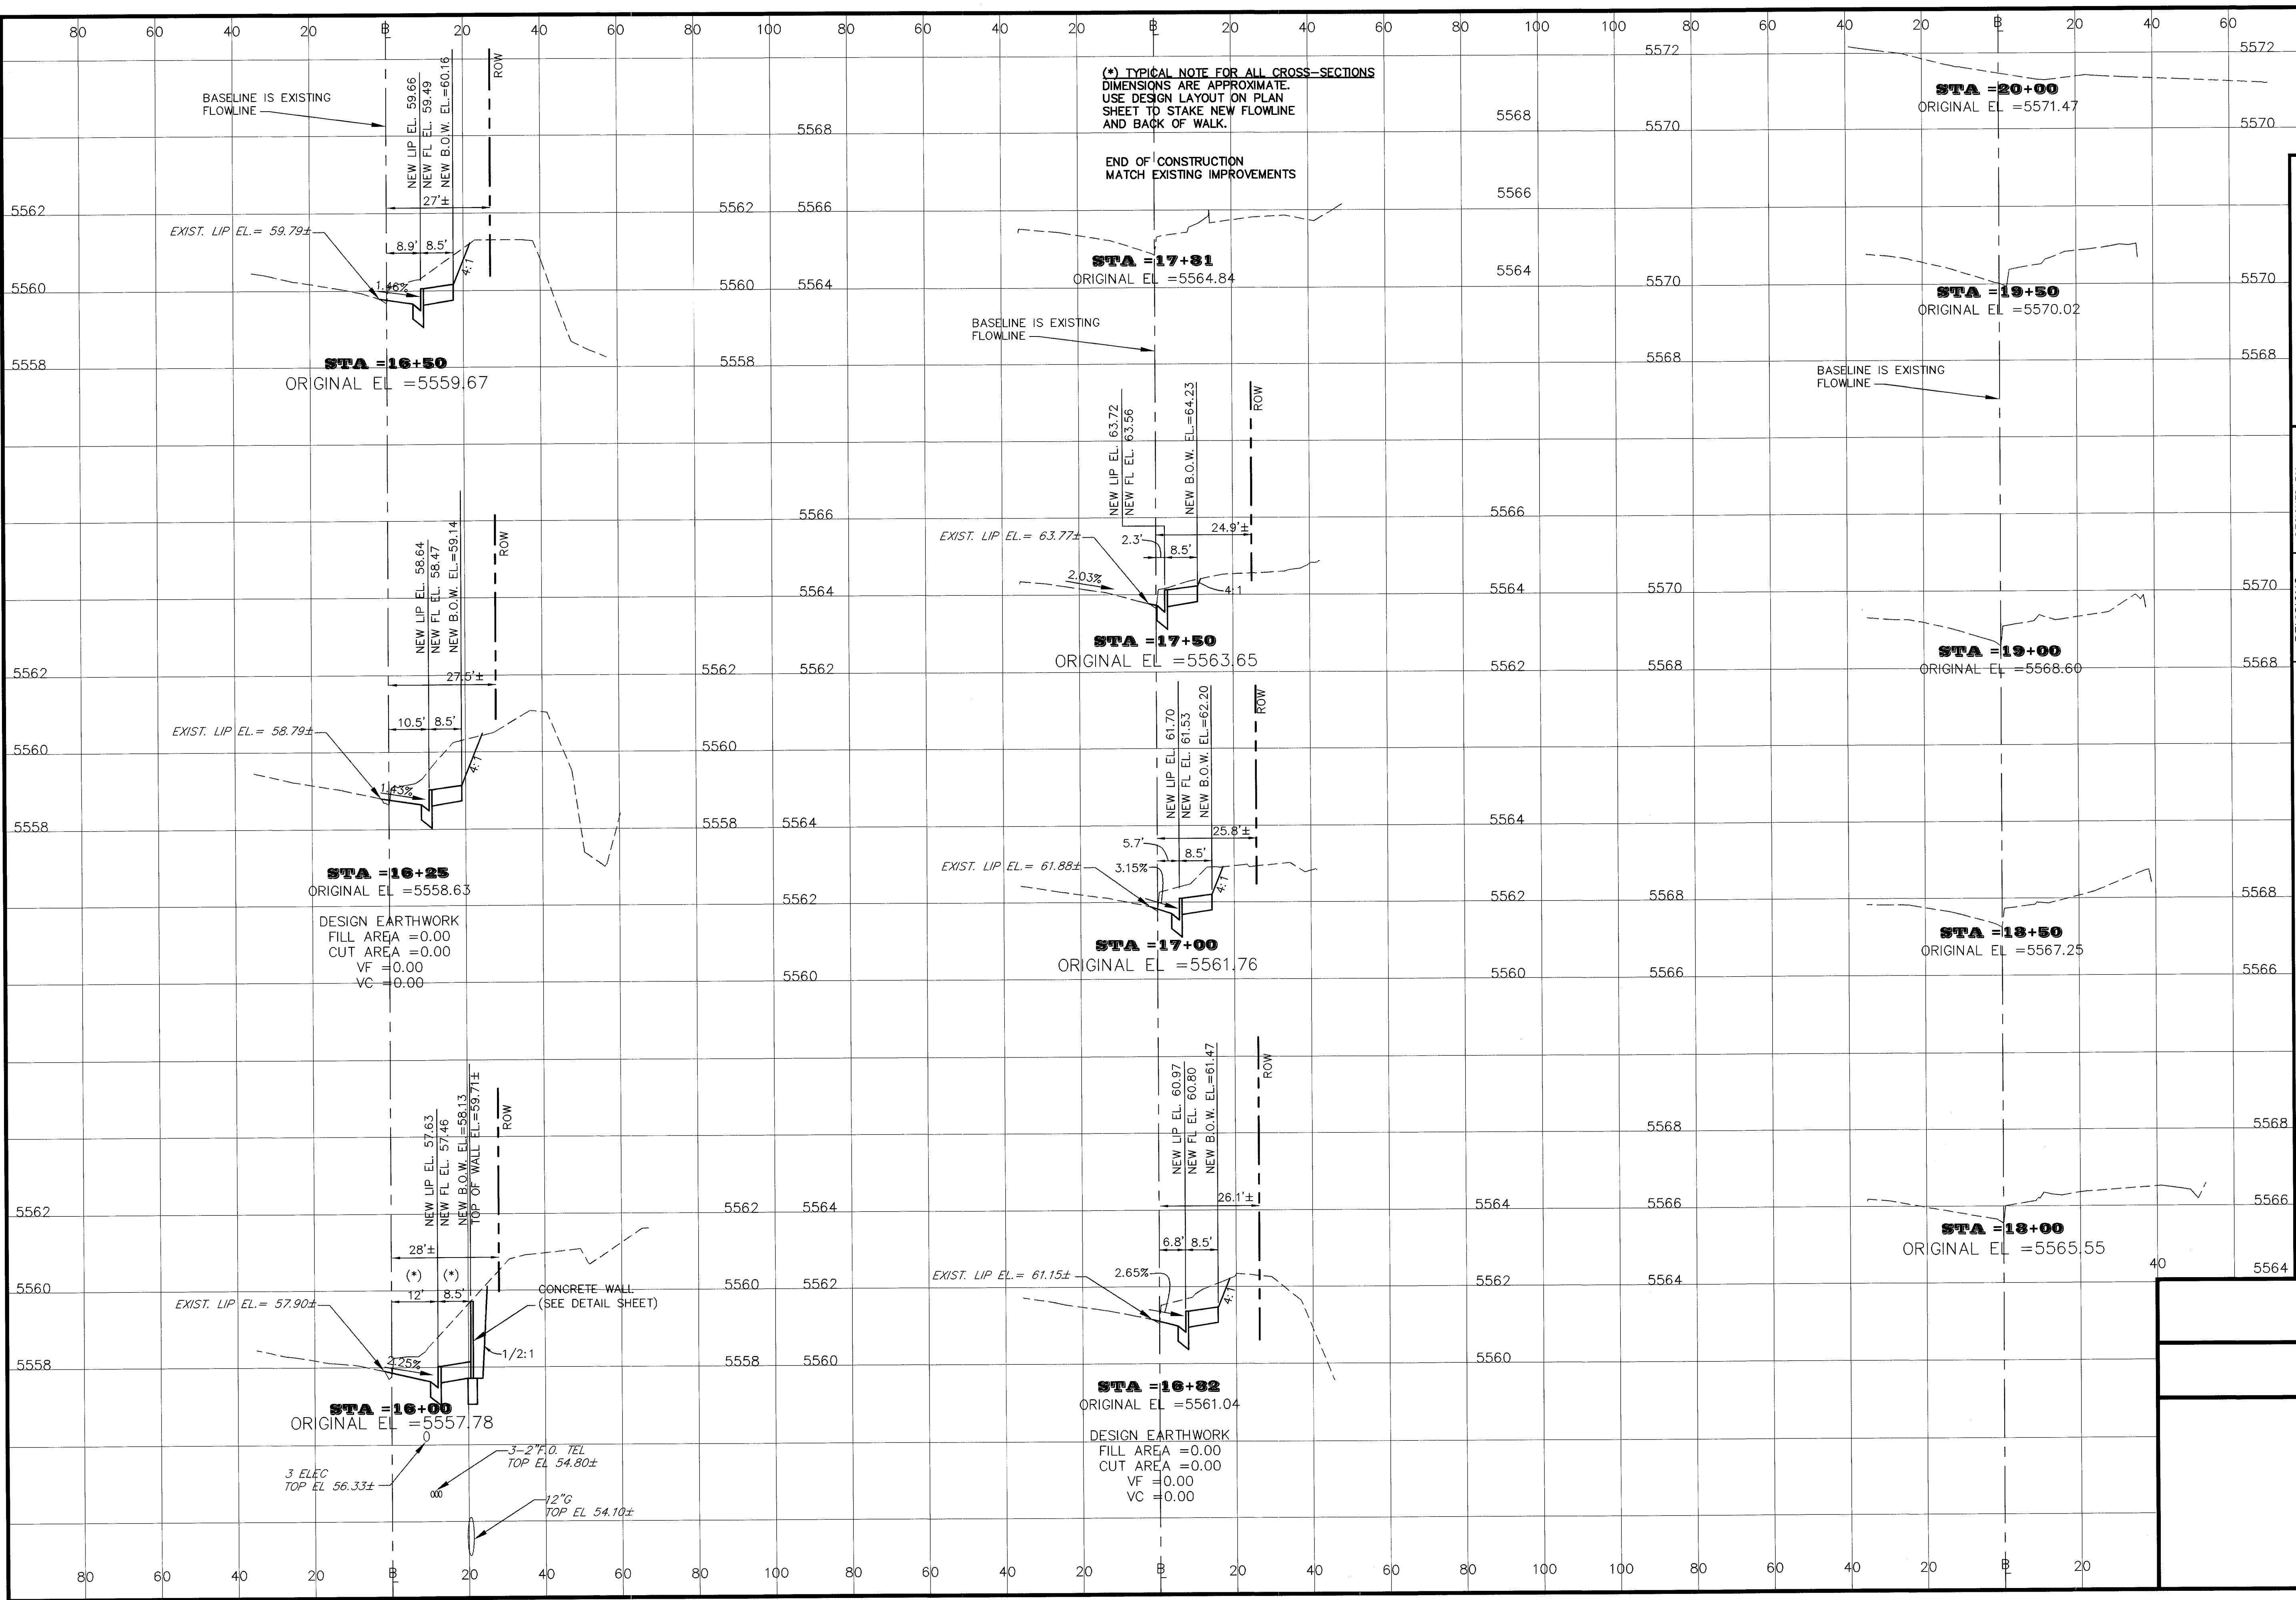 80 60 40 20 B 20 40 60 80 100 60 40 20 B 20 40 60 80 100 100 80 60 40 20 B 20 40 60
BASELINE IS EXISTING
FLOWLINE
NEW LIP EL. 59.66
NEW FL EL. 59.49
NEW B.O.W. EL.=60.16
ROW
27'±
5562
5562
EXIST. LIP EL.= 59.79±
8.9'
8.5'
4:1
1.46%
5560
5560
5558
5558
STA =16+50
ORIGINAL EL =5559.67
NEW LIP EL. 58.64
NEW FL EL. 58.47
NEW B.O.W. EL.=59.14
ROW
27.5'±
5562
5562
EXIST. LIP EL.= 58.79±
10.5'
8.5'
4:1
1.43%
5560
5560
5558
5558
STA =16+25
ORIGINAL EL =5558.63
DESIGN EARTHWORK
FILL AREA =0.00
CUT AREA =0.00
VF =0.00
VC =0.00
NEW LIP EL. 57.63
NEW FL EL. 57.46
NEW B.O.W. EL.=58.13
TOP OF WALL EL.=59.71±
ROW
5562
5562
28'±
(*)
(*)
12'
8.5'
CONCRETE WALL
(SEE DETAIL SHEET)
EXIST. LIP EL.= 57.90±
2.25%
1/2:1
5560
5560
5558
5558
STA =16+00
ORIGINAL EL =5557.78
3 ELEC
TOP EL 56.33±
3-2"F.O. TEL
TOP EL 54.80±
12"G
TOP EL 54.10±
(*) TYPICAL NOTE FOR ALL CROSS-SECTIONS
DIMENSIONS ARE APPROXIMATE.
USE DESIGN LAYOUT ON PLAN
SHEET TO STAKE NEW FLOWLINE
AND BACK OF WALK.
END OF CONSTRUCTION
MATCH EXISTING IMPROVEMENTS
5568
5568
5566
5566
5564
5564
STA =17+81
ORIGINAL EL =5564.84
BASELINE IS EXISTING
FLOWLINE
NEW LIP EL. 63.72
NEW FL EL. 63.56
NEW B.O.W. EL.=64.23
ROW
5566
5566
24.9'±
EXIST. LIP EL.= 63.77±
2.3'
8.5'
2.03%
4:1
5564
5564
STA =17+50
ORIGINAL EL =5563.65
5562
5562
NEW LIP EL. 61.70
NEW FL EL. 61.53
NEW B.O.W. EL.=62.20
ROW
5564
5564
25.8'±
5.7'
8.5'
EXIST. LIP EL.= 61.88±
3.15%
4:1
5562
STA =17+00
ORIGINAL EL =5561.76
5562
5560
5560
NEW LIP EL. 60.97
NEW FL EL. 60.80
NEW B.O.W. EL.=61.47
ROW
26.1'±
5564
5564
6.8'
8.5'
EXIST. LIP EL.= 61.15±
2.65%
4:1
5562
5562
5560
5560
STA =16+82
ORIGINAL EL =5561.04
DESIGN EARTHWORK
FILL AREA =0.00
CUT AREA =0.00
VF =0.00
VC =0.00
5572
5572
STA =20+00
ORIGINAL EL =5571.47
5570
5570
5570
5570
STA =19+50
ORIGINAL EL =5570.02
5568
5568
BASELINE IS EXISTING
FLOWLINE
5570
5570
STA =19+00
ORIGINAL EL =5568.60
5568
5568
5568
5568
STA =18+50
ORIGINAL EL =5567.25
5566
5566
5568
5568
5566
5566
STA =18+00
ORIGINAL EL =5565.55
5564
5564
40
80 60 40 20 B 20 40 60 80 100 80 60 40 20 B 20 40 60 80 100 100 80 60 40 20 B 20